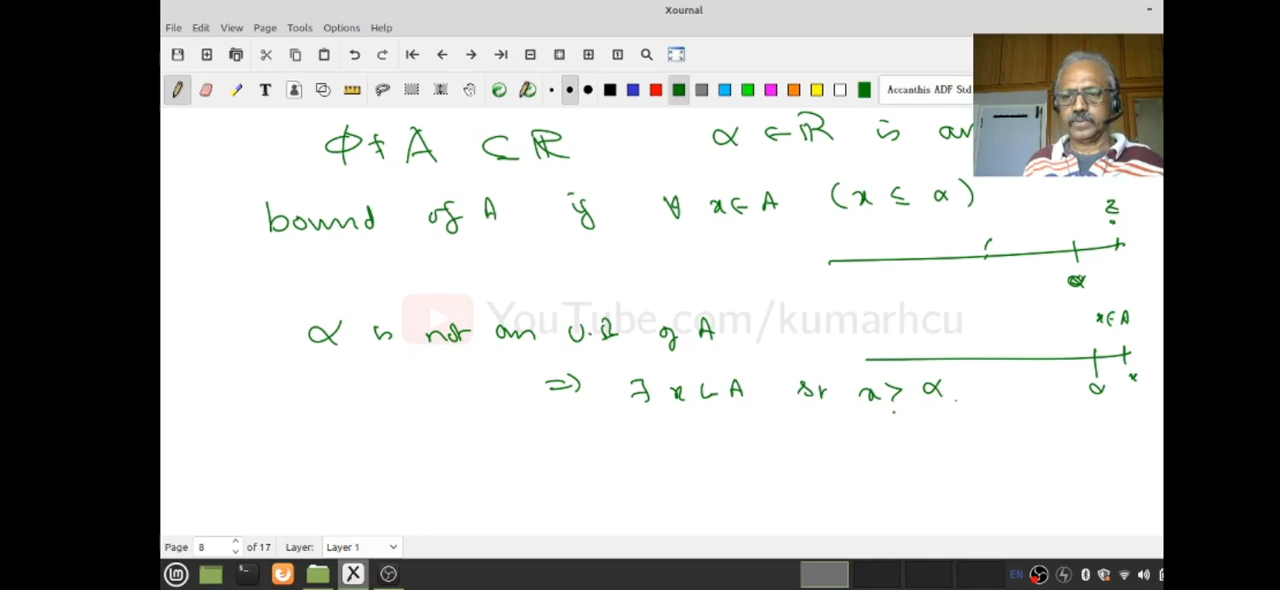 Xournal
File Edit View Page Tools Options Help
Accanthis ADF Std
ϕ ≠ A ⊆ ℝ α ∈ ℝ is an
bound of A if ∀ x ∈ A (x ≤ α)
z
α
YouTube.com/kumarhcu
x ∈ A
α is not an U.B of A
α x
=> ∃ x ∈ A st x > α.
Page 8 of 17 Layer: Layer 1
EN